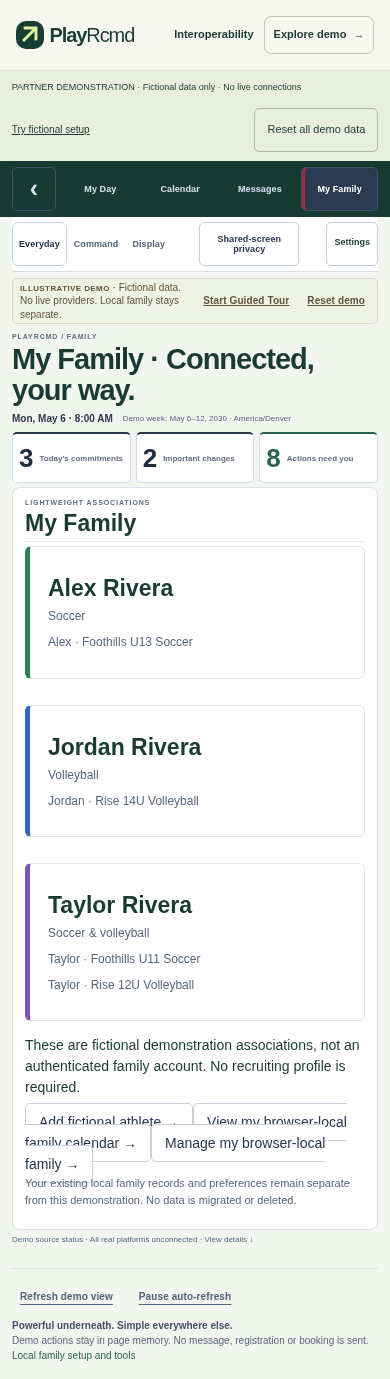 PlayRcmd
Interoperability
Explore demo →
PARTNER DEMONSTRATION · Fictional data only · No live connections
Try fictional setup
Reset all demo data
‹
My Day
Calendar
Messages
My Family
Everyday
Command
Display
Shared-screen
privacy
Settings
ILLUSTRATIVE DEMO · Fictional data.
No live providers. Local family stays
separate.
Start Guided Tour
Reset demo
PLAYRCMD / FAMILY
My Family · Connected,
your way.
Mon, May 6 · 8:00 AM
Demo week: May 6–12, 2030 · America/Denver
3 Today's commitments
2 Important changes
8 Actions need you
LIGHTWEIGHT ASSOCIATIONS
My Family
Alex Rivera
Soccer
Alex · Foothills U13 Soccer
Jordan Rivera
Volleyball
Jordan · Rise 14U Volleyball
Taylor Rivera
Soccer & volleyball
Taylor · Foothills U11 Soccer
Taylor · Rise 12U Volleyball
These are fictional demonstration associations, not an
authenticated family account. No recruiting profile is
required.
Add fictional athlete → View my browser-local
family calendar → Manage my browser-local
family →
Your existing local family records and preferences remain separate
from this demonstration. No data is migrated or deleted.
Demo source status · All real platforms unconnected · View details ↓
Refresh demo view
Pause auto-refresh
Powerful underneath. Simple everywhere else.
Demo actions stay in page memory. No message, registration or booking is sent.
Local family setup and tools